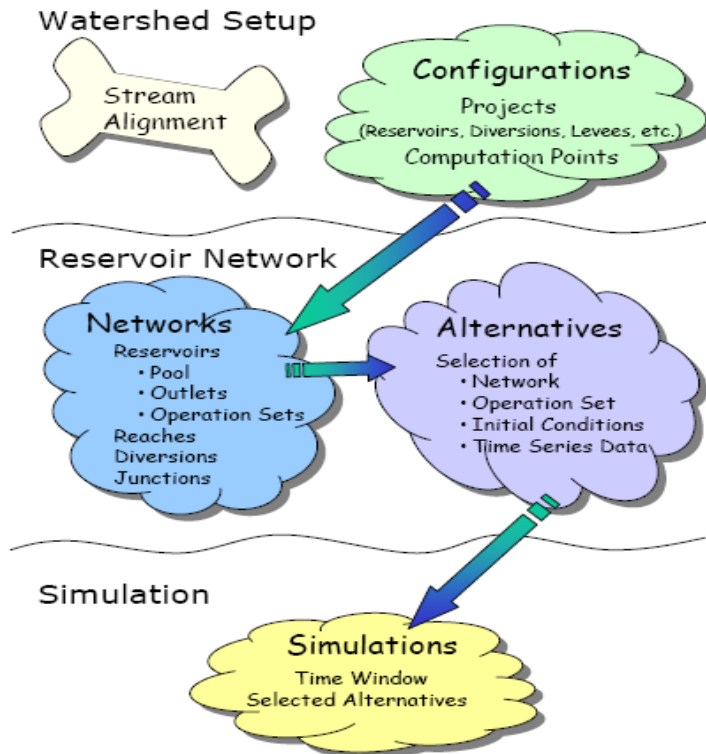 Watershed Setup
Stream
Alignment
Configurations
Projects
(Reservoirs, Diversions, Levees, etc.)
Computation Points
Reservoir Network
Networks
Reservoirs
• Pool
• Outlets
• Operation Sets
Reaches
Diversions
Junctions
Alternatives
Selection of
• Network
• Operation Set
• Initial Conditions
• Time Series Data
Simulation
Simulations
Time Window
Selected Alternatives